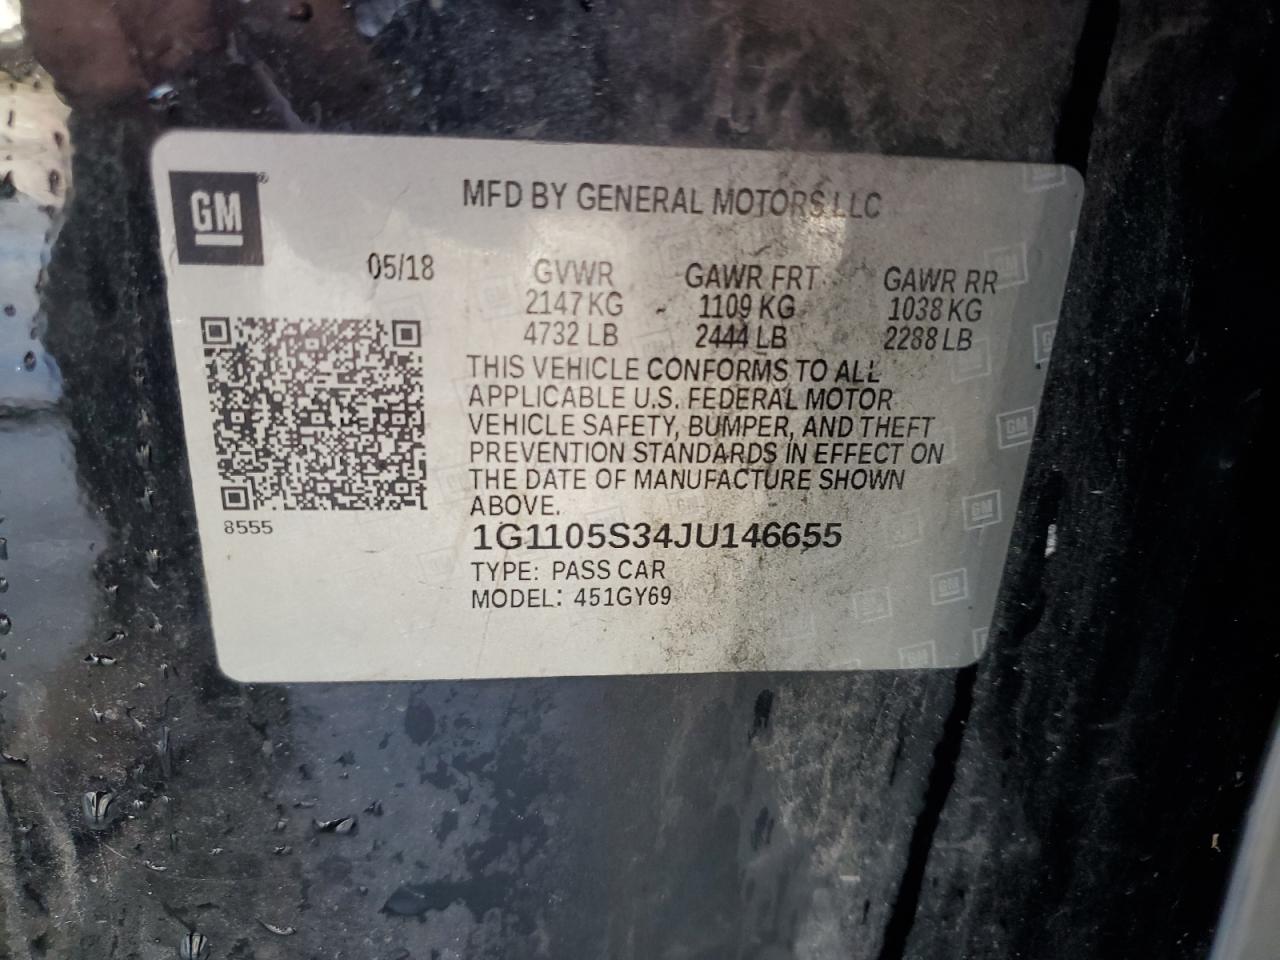 GM
MFD BY GENERAL MOTORS LLC
05/18
GVWR GAWR FRT GAWR RR
2147 KG 1109 KG 1038 KG
4732 LB 2444 LB 2288 LB
THIS VEHICLE CONFORMS TO ALL
APPLICABLE U.S. FEDERAL MOTOR
VEHICLE SAFETY, BUMPER, AND THEFT
PREVENTION STANDARDS IN EFFECT ON
THE DATE OF MANUFACTURE SHOWN
ABOVE.
8555
1G1105S34JU146655
TYPE: PASS CAR
MODEL: 451GY69